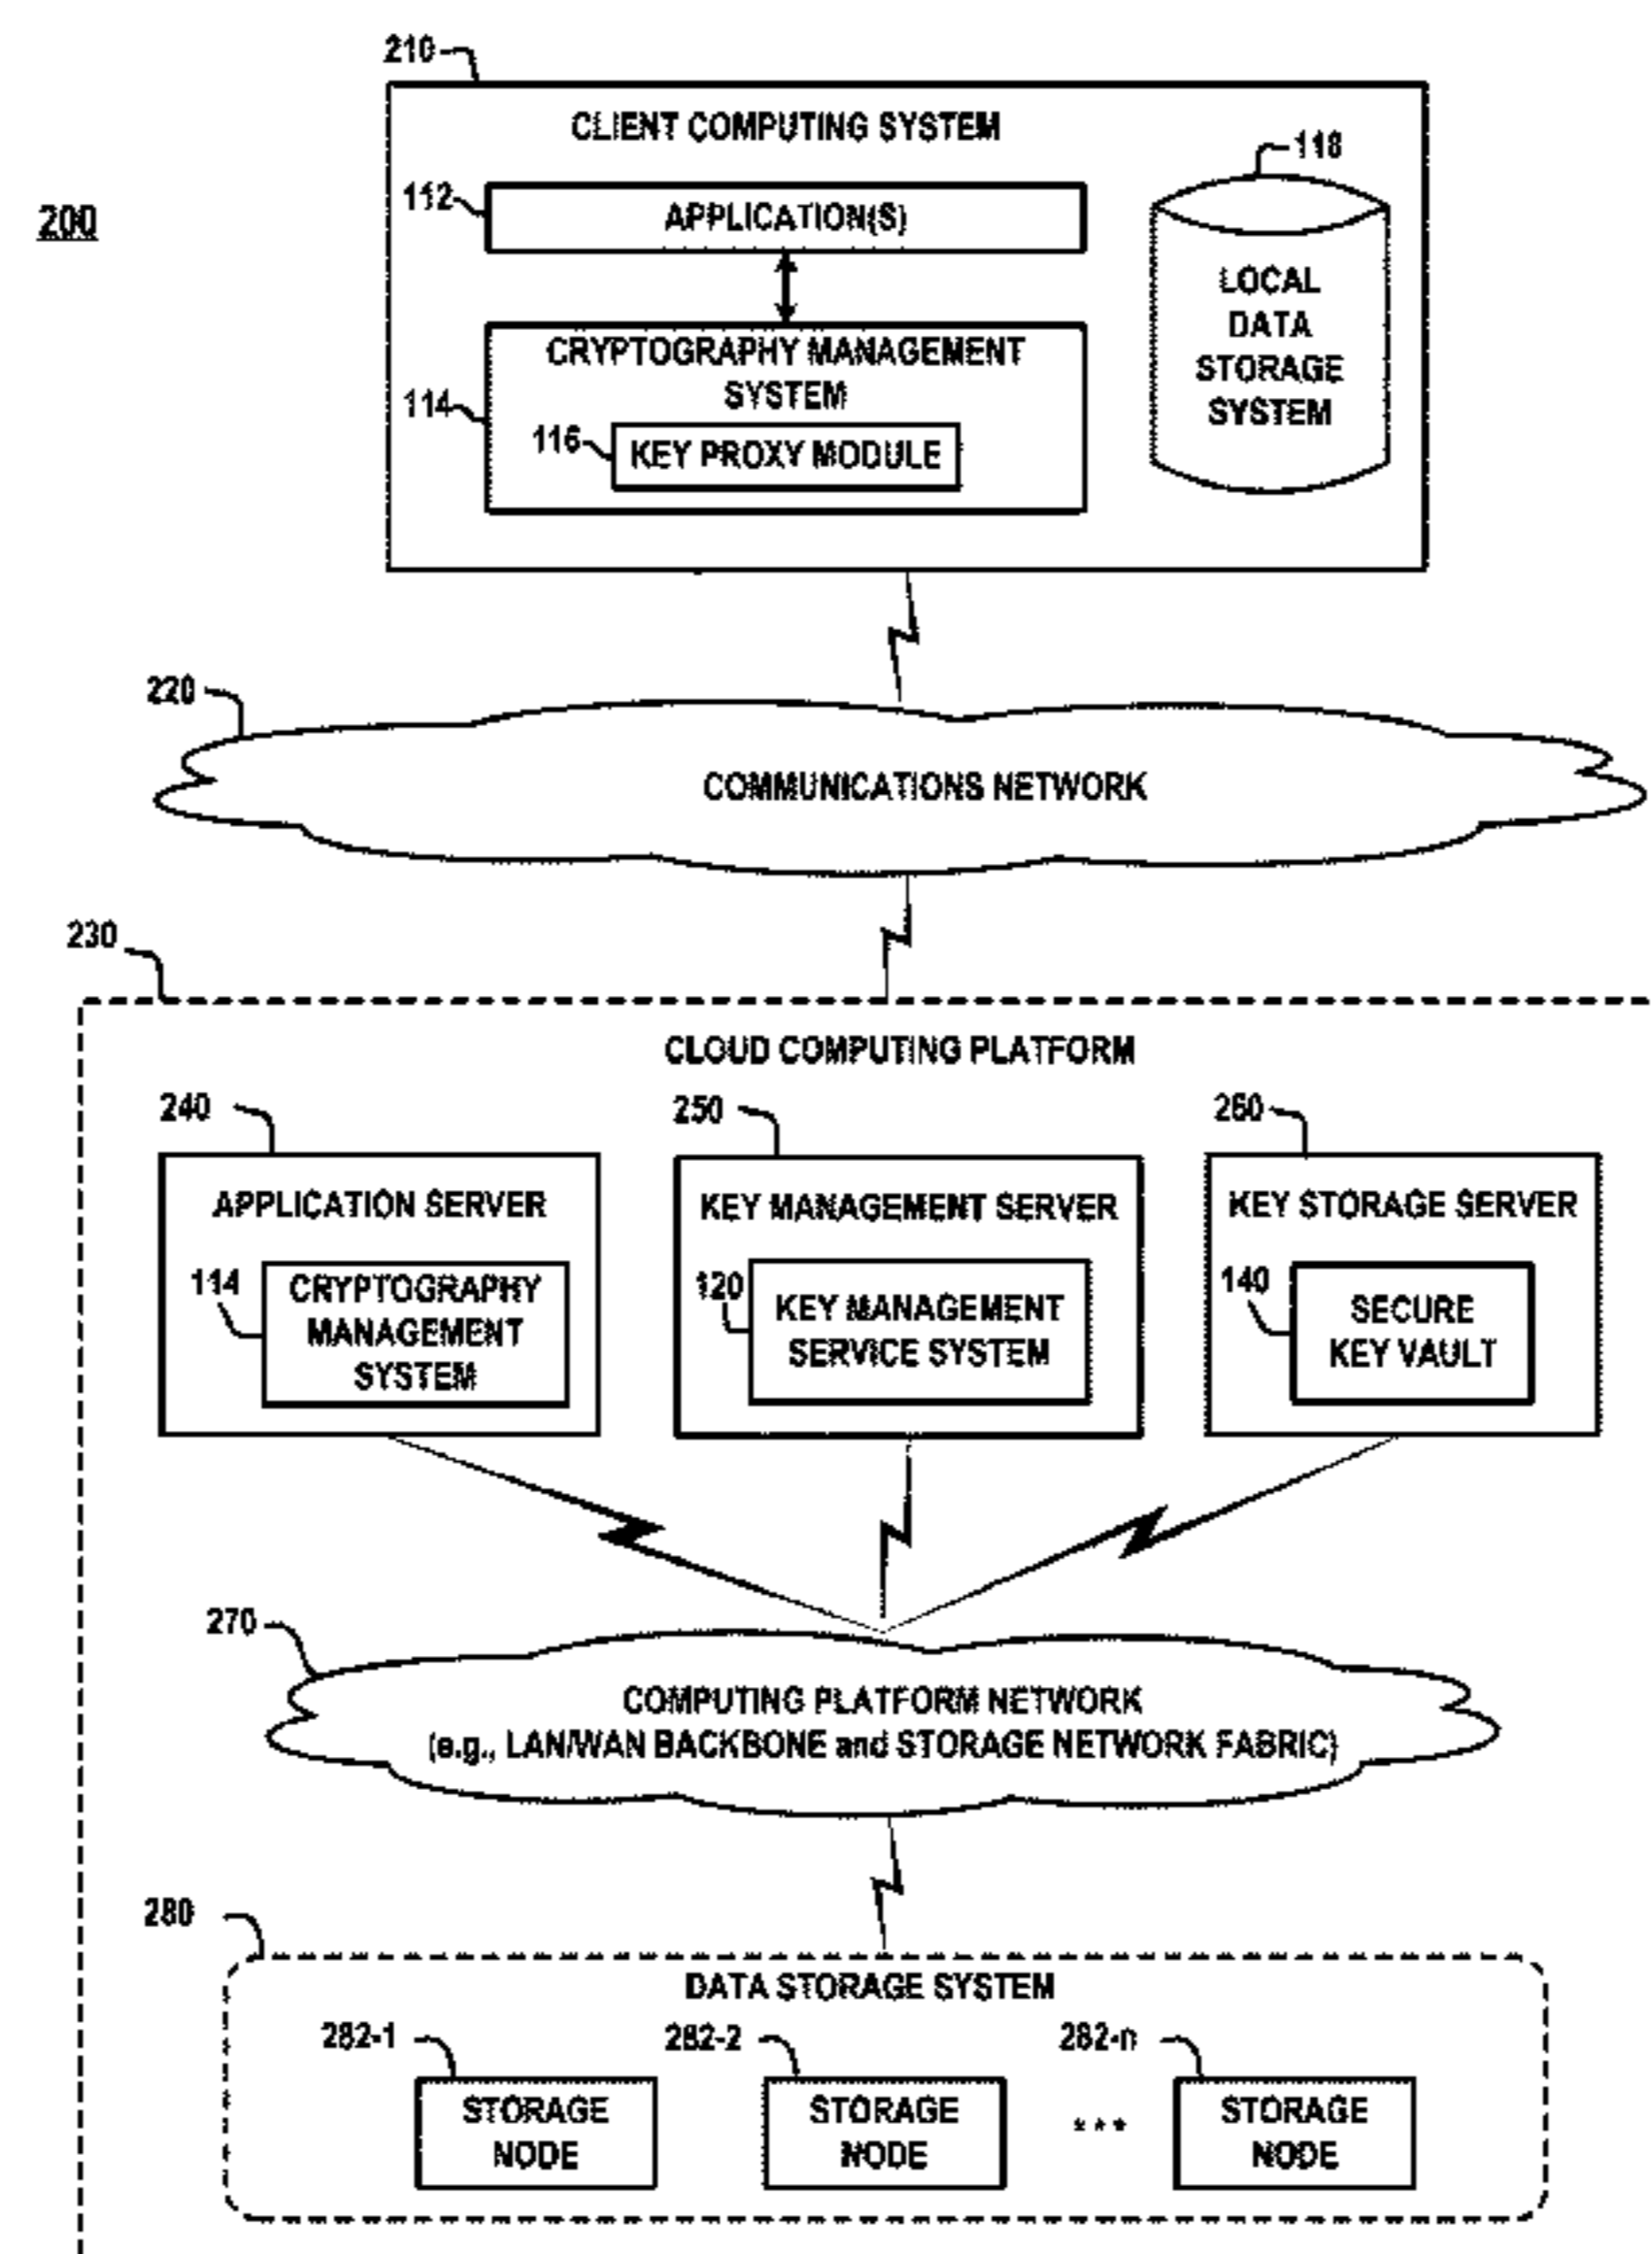 210
CLIENT COMPUTING SYSTEM
118
200
112
APPLICATION(S)
LOCAL
DATA
STORAGE
SYSTEM
CRYPTOGRAPHY MANAGEMENT
SYSTEM
114
116
KEY PROXY MODULE
220
COMMUNICATIONS NETWORK
230
CLOUD COMPUTING PLATFORM
240
250
260
APPLICATION SERVER
KEY MANAGEMENT SERVER
KEY STORAGE SERVER
114
CRYPTOGRAPHY
MANAGEMENT
SYSTEM
120
KEY MANAGEMENT
SERVICE SYSTEM
140
SECURE
KEY VAULT
270
COMPUTING PLATFORM NETWORK
(e.g., LAN/WAN BACKBONE and STORAGE NETWORK FABRIC)
280
DATA STORAGE SYSTEM
282-1
282-2
282-n
STORAGE
NODE
STORAGE
NODE
* * *
STORAGE
NODE